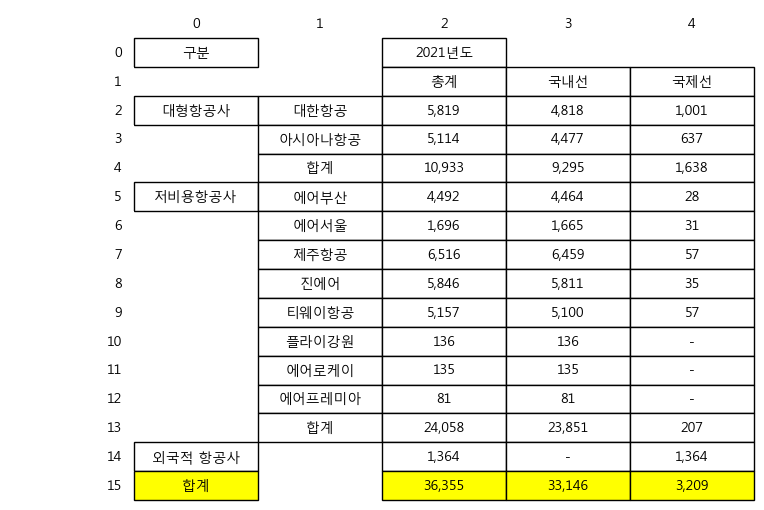 0 1 2 3 4
0 구분 2021년도
1 총계 국내선 국제선
2 대형항공사 대한항공 5,819 4,818 1,001
3 아시아나항공 5,114 4,477 637
4 합계 10,933 9,295 1,638
5 저비용항공사 에어부산 4,492 4,464 28
6 에어서울 1,696 1,665 31
7 제주항공 6,516 6,459 57
8 진에어 5,846 5,811 35
9 티웨이항공 5,157 5,100 57
10 플라이강원 136 136 -
11 에어로케이 135 135 -
12 에어프레미아 81 81 -
13 합계 24,058 23,851 207
14 외국적 항공사 1,364 - 1,364
15 합계 36,355 33,146 3,209